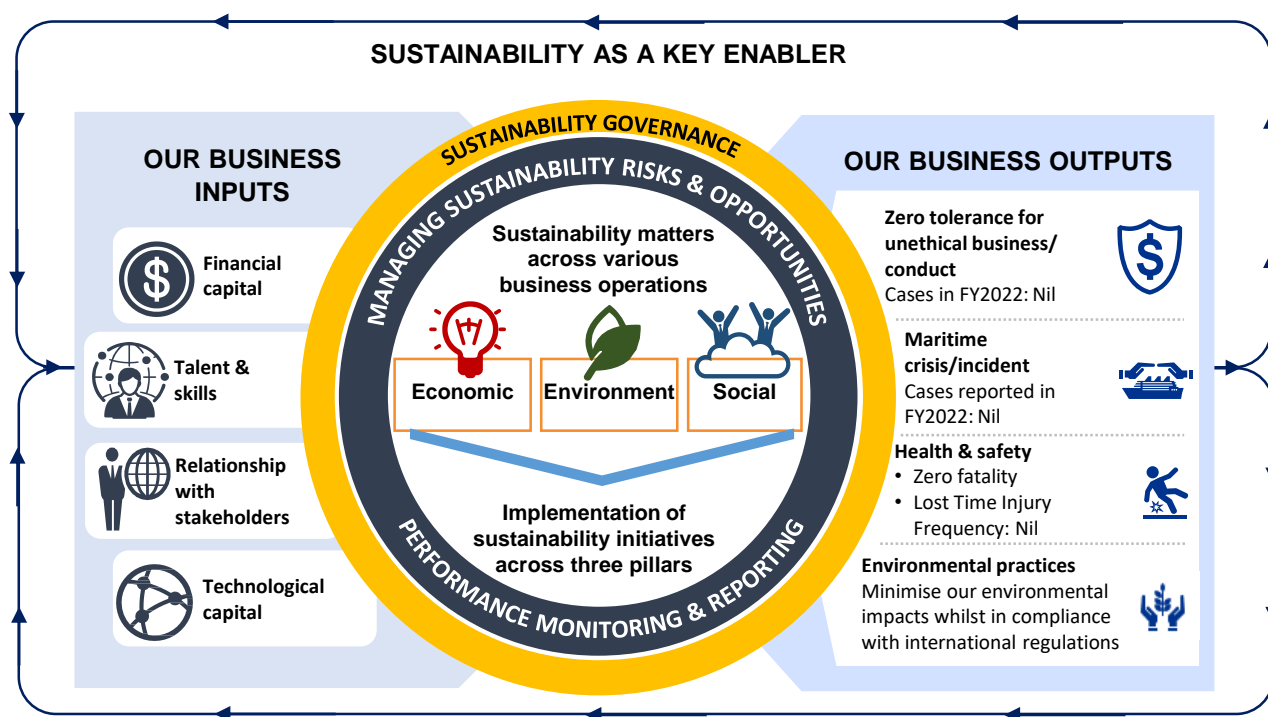 SUSTAINABILITY AS A KEY ENABLER
OUR BUSINESS
INPUTS
Financial
capital
Talent &
skills
Relationship
with
stakeholders
Technological
capital
SUSTAINABILITY GOVERNANCE
MANAGING SUSTAINABILITY RISKS & OPPORTUNITIES
Sustainability matters
across various
business operations
Economic
Environment
Social
Implementation of
sustainability initiatives
across three pillars
PERFORMANCE MONITORING & REPORTING
OUR BUSINESS OUTPUTS
Zero tolerance for
unethical business/
conduct
Cases in FY2022: Nil
Maritime
crisis/incident
Cases reported in
FY2022: Nil
Health & safety
• Zero fatality
• Lost Time Injury
Frequency: Nil
Environmental practices
Minimise our environmental
impacts whilst in compliance
with international regulations